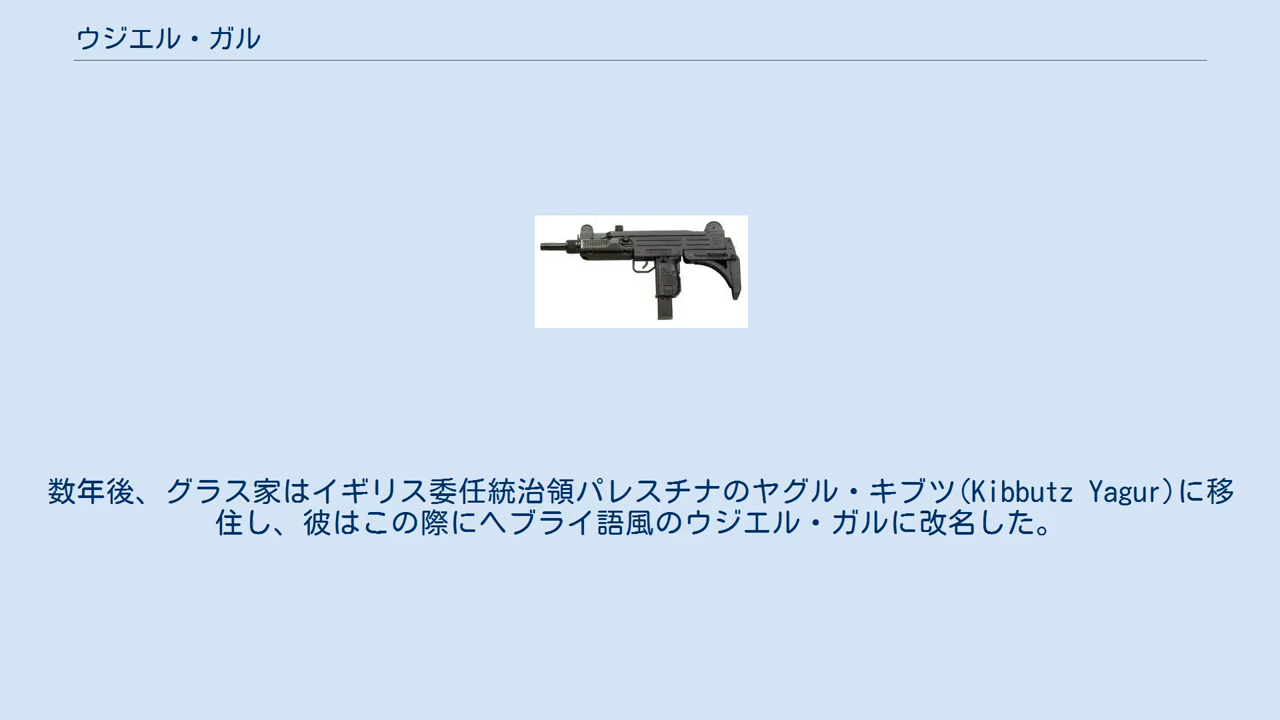 ウジエル・ガル
数年後、グラス家はイギリス委任統治領パレスチナのヤグル・キブツ(Kibbutz Yagur)に移
住し、彼はこの際にヘブライ語風のウジエル・ガルに改名した。